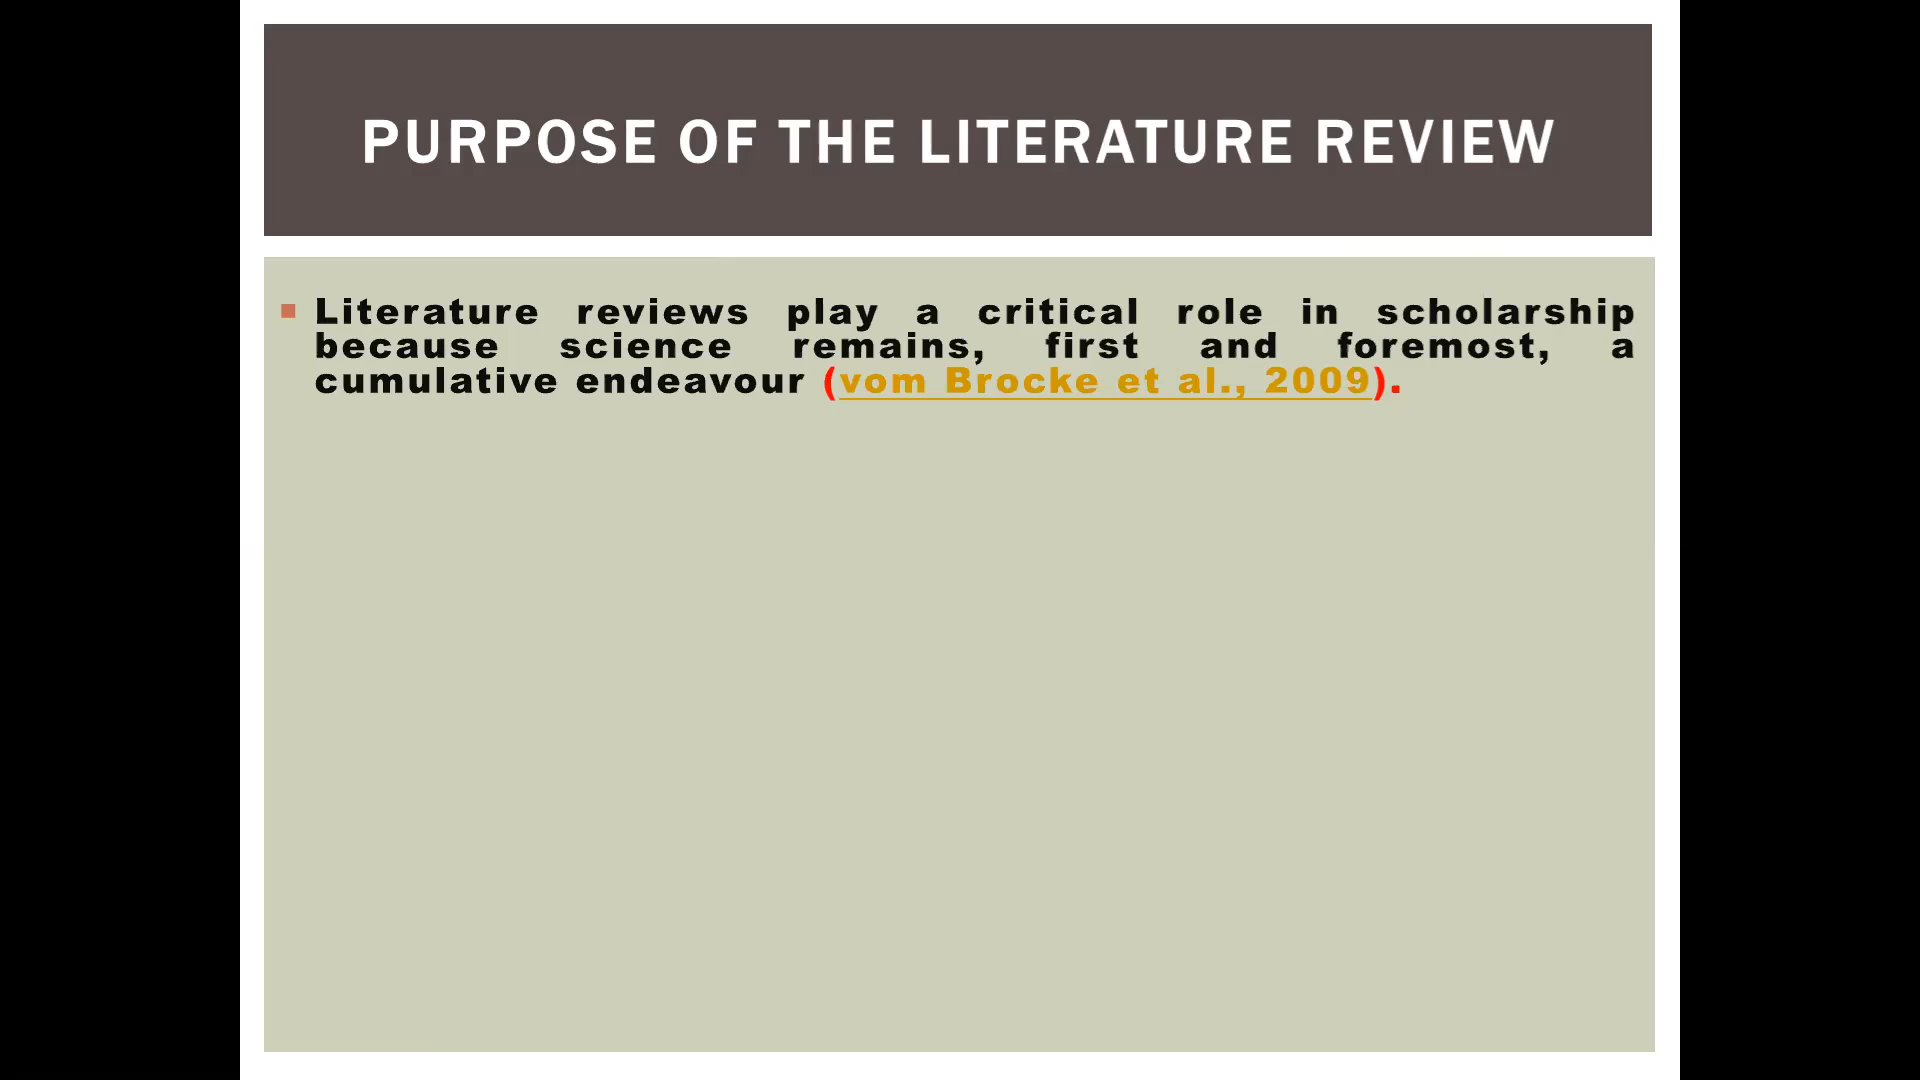 PURPOSE OF THE LITERATURE REVIEW
Literature reviews play a critical role in scholarship
because science remains, first and foremost, a
cumulative endeavour (vom Brocke et al., 2009).